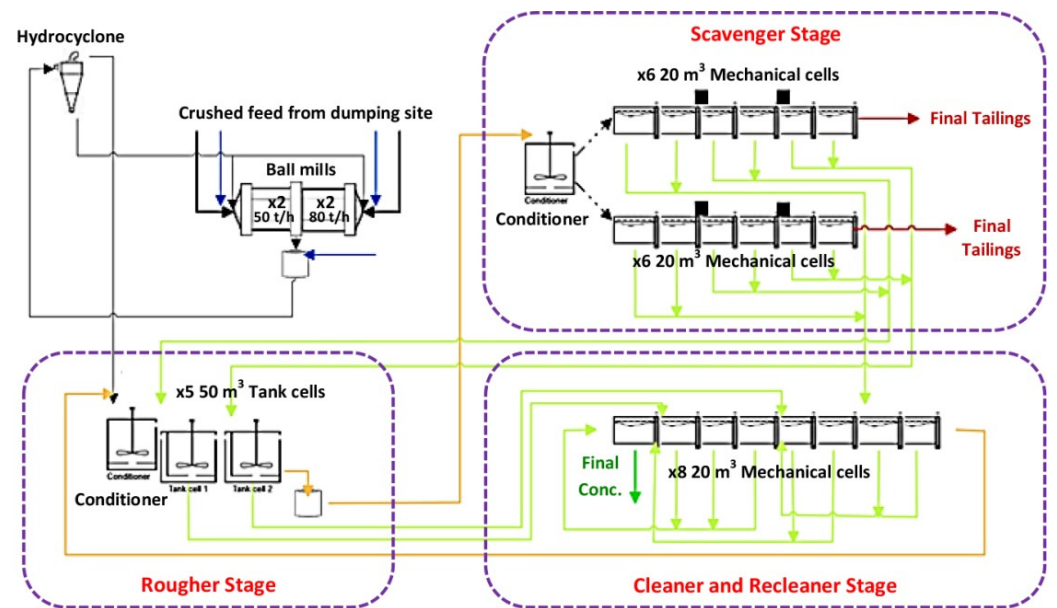 Hydrocyclone
Crushed feed from dumping site
Ball mills
x2
50 t/h
x2
80 t/h
Scavenger Stage
x6 20 m³ Mechanical cells
Final Tailings
Conditioner
Conditioner
x6 20 m³ Mechanical cells
Final
Tailings
x5 50 m³ Tank cells
Conditioner
Tank cell 1
Tank cell 2
Conditioner
Rougher Stage
Final
Conc.
x8 20 m³ Mechanical cells
Cleaner and Recleaner Stage